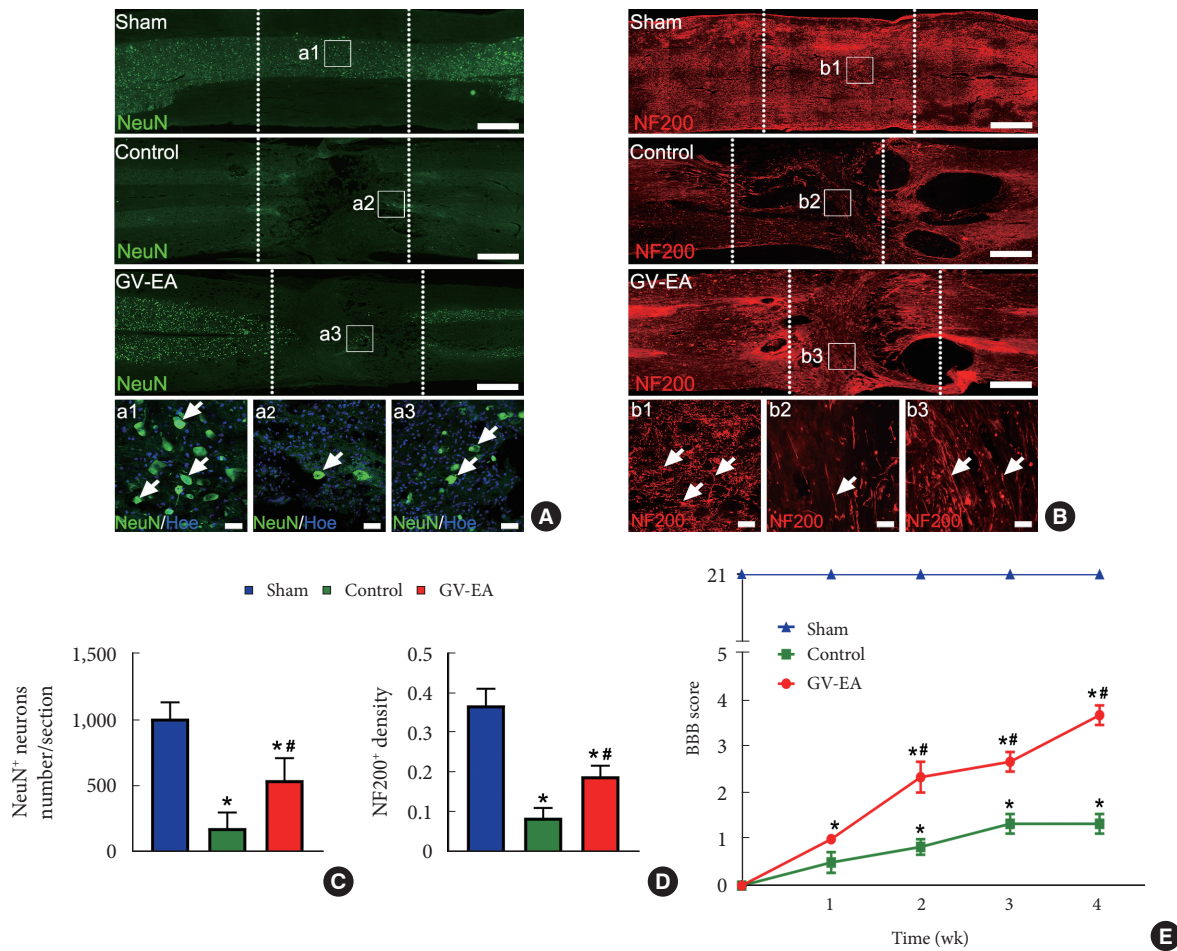 Sham
a1
NeuN
Control
a2
NeuN
GV-EA
a3
NeuN
a1
NeuN/Hoe
a2
NeuN/Hoe
a3
NeuN/Hoe
A
Sham
b1
NF200
Control
b2
NF200
GV-EA
b3
NF200
b1
NF200
b2
NF200
b3
NF200
B
Sham Control GV-EA
NeuN⁺ neurons
number/section
1,500
1,000
500
0
*
*#
C
NF200⁺ density
0.5
0.4
0.3
0.2
0.1
0
*
*#
D
BBB score
21
5
4
3
2
1
0
Sham
Control
GV-EA
*
*#
*#
*#
*
*
*
1 2 3 4
Time (wk)
E